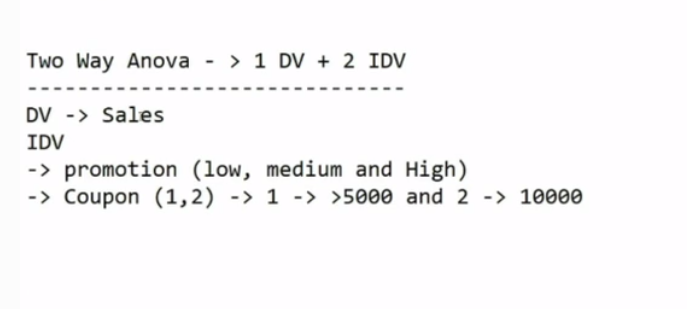 Two Way Anova - > 1 DV + 2 IDV
-------------------------------
DV -> Sales
IDV
-> promotion (low, medium and High)
-> Coupon (1,2) -> 1 -> >5000 and 2 -> 10000